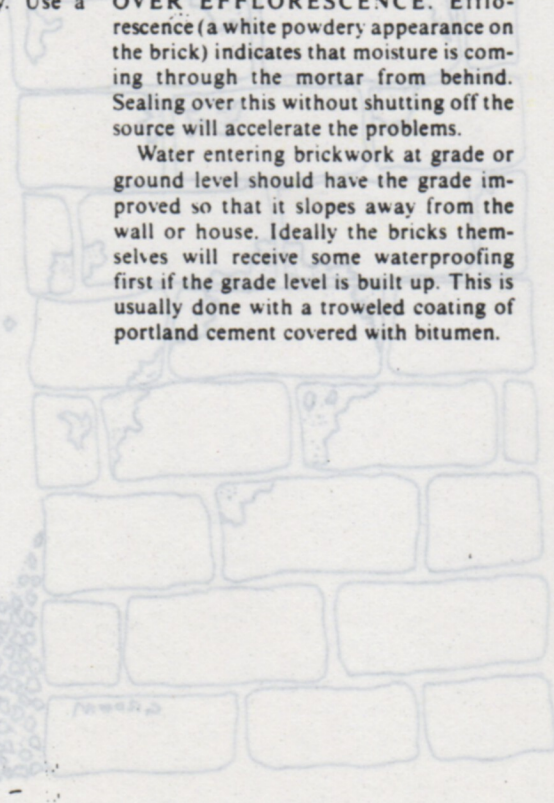 y. Use a OVER EFFLORESCENCE. Efflo-
rescence (a white powdery appearance on
the brick) indicates that moisture is com-
ing through the mortar from behind.
Sealing over this without shutting off the
source will accelerate the problems.
Water entering brickwork at grade or
ground level should have the grade im-
proved so that it slopes away from the
wall or house. Ideally the bricks them-
selves will receive some waterproofing
first if the grade level is built up. This is
usually done with a troweled coating of
portland cement covered with bitumen.